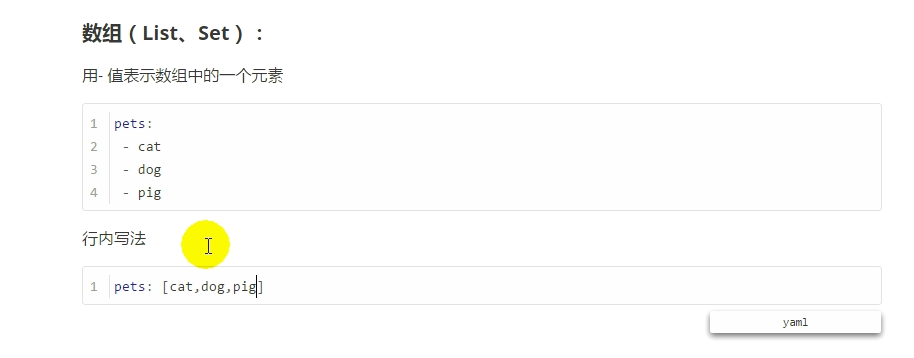 数组（List、Set）：
用- 值表示数组中的一个元素
1 pets:
2  - cat
3  - dog
4  - pig
行内写法
1 pets: [cat,dog,pig]
yaml